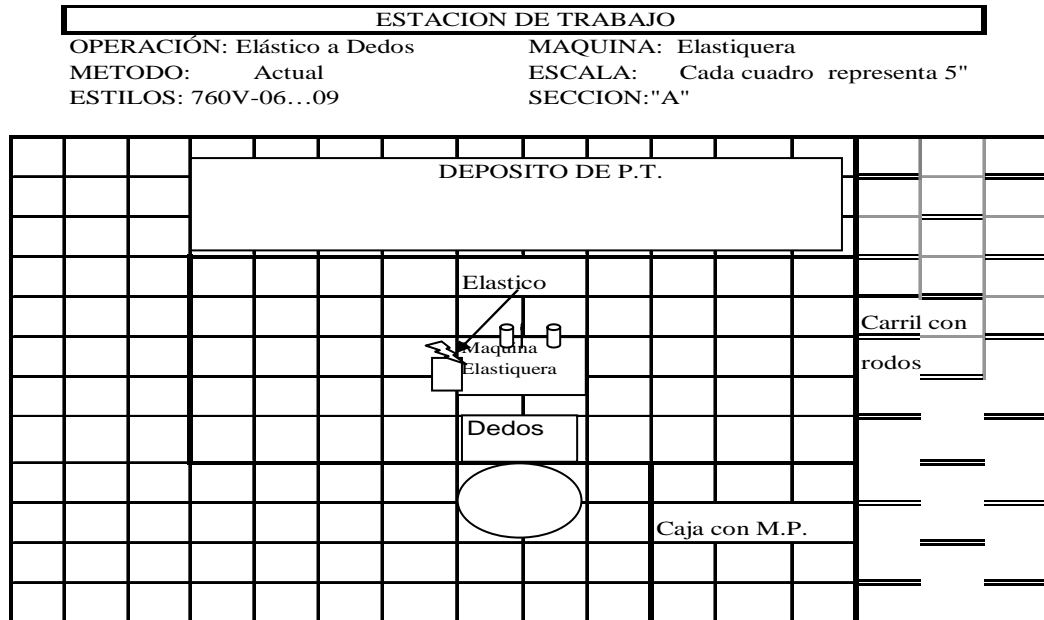 ESTACION DE TRABAJO
OPERACIÓN: Elástico a Dedos MAQUINA: Elastiquera
METODO: Actual ESCALA: Cada cuadro representa 5"
ESTILOS: 760V-06…09 SECCION:"A"
DEPOSITO DE P.T.
Elastico
Carril con
rodos
Maquina
Elastiquera
Dedos
Caja con M.P.